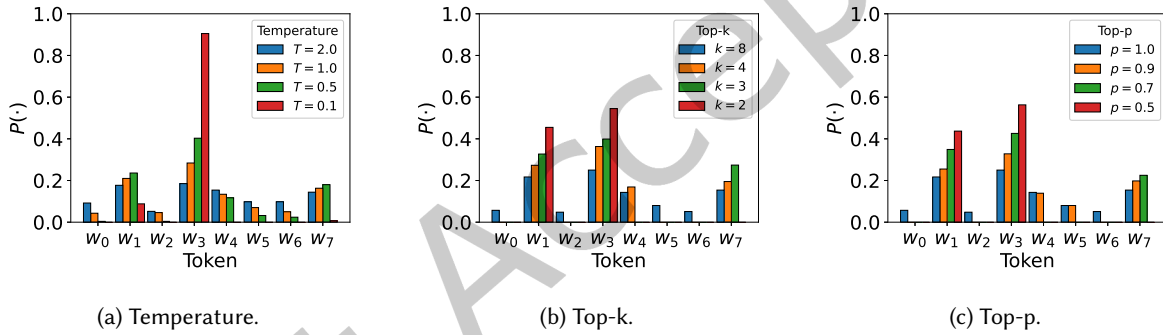 1.0
0.8
0.6
0.4
0.2
0.0
P(·)
Temperature
T = 2.0
T = 1.0
T = 0.5
T = 0.1
w0 w1 w2 w3 w4 w5 w6 w7
Token
(a) Temperature.
1.0
0.8
0.6
0.4
0.2
0.0
P(·)
Top-k
k = 8
k = 4
k = 3
k = 2
w0 w1 w2 w3 w4 w5 w6 w7
Token
(b) Top-k.
1.0
0.8
0.6
0.4
0.2
0.0
P(·)
Top-p
p = 1.0
p = 0.9
p = 0.7
p = 0.5
w0 w1 w2 w3 w4 w5 w6 w7
Token
(c) Top-p.
Accep